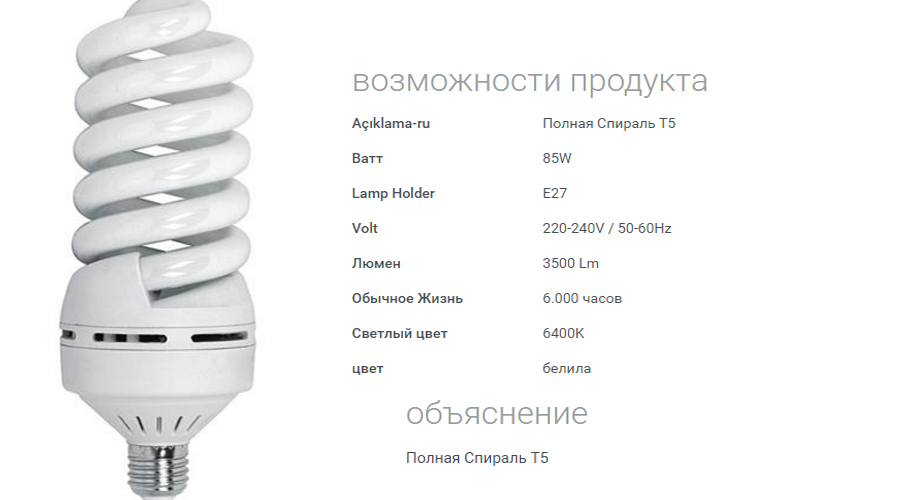 возможности продукта
Açıklama-ru Полная Спираль T5
Ватт 85W
Lamp Holder E27
Volt 220-240V / 50-60Hz
Люмен 3500 Lm
Обычное Жизнь 6.000 часов
Светлый цвет 6400K
цвет белила
объяснение
Полная Спираль T5